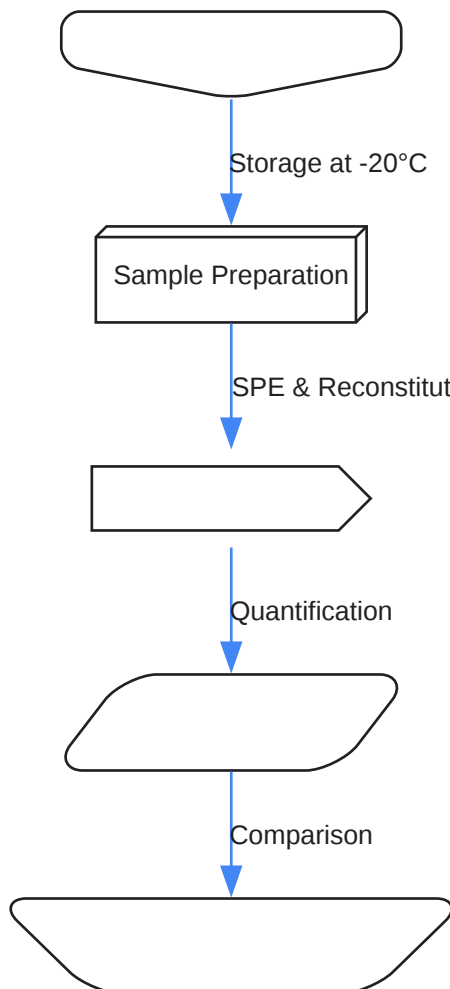 Storage at -20°C
Sample Preparation
SPE & Reconstitut
Quantification
Comparison